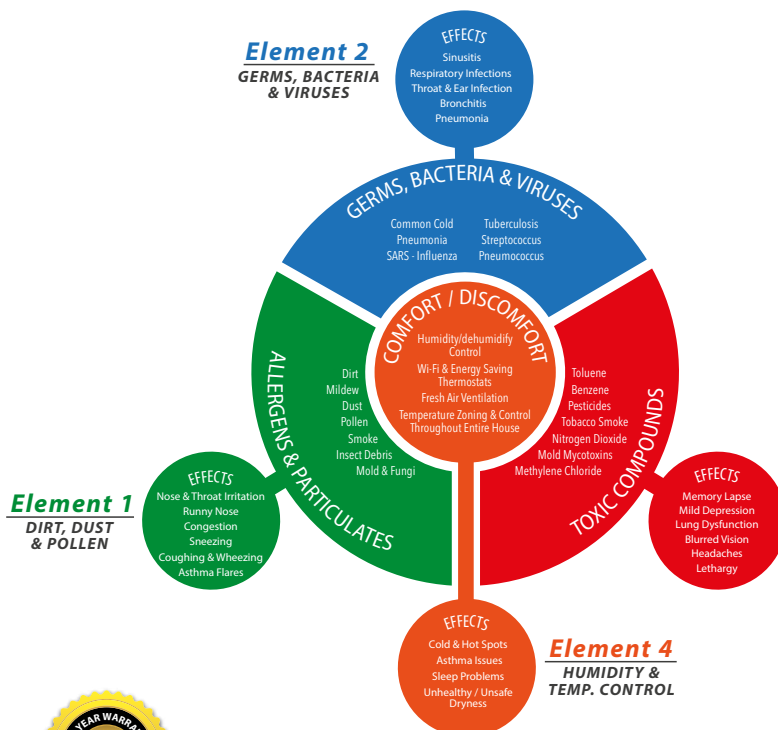 EFFECTS
Sinusitis
Respiratory Infections
Throat & Ear Infection
Bronchitis
Pneumonia
Element 2
GERMS, BACTERIA
& VIRUSES
GERMS, BACTERIA & VIRUSES
Common Cold
Pneumonia
SARS - Influenza
Tuberculosis
Streptococcus
Pneumococcus
COMFORT / DISCOMFORT
Humidity/dehumidify
Control
Wi-Fi & Energy Saving
Thermostats
Fresh Air Ventilation
Temperature Zoning & Control
Throughout Entire House
ALLERGENS & PARTICULATES
Dirt
Mildew
Dust
Pollen
Smoke
Insect Debris
Mold & Fungi
TOXIC COMPOUNDS
Toluene
Benzene
Pesticides
Tobacco Smoke
Nitrogen Dioxide
Mold Mycotoxins
Methylene Chloride
Element 1
DIRT, DUST
& POLLEN
EFFECTS
Nose & Throat Irritation
Runny Nose
Congestion
Sneezing
Coughing & Wheezing
Asthma Flares
EFFECTS
Memory Lapse
Mild Depression
Lung Dysfunction
Blurred Vision
Headaches
Lethargy
EFFECTS
Cold & Hot Spots
Asthma Issues
Sleep Problems
Unhealthy / Unsafe
Dryness
Element 4
HUMIDITY &
TEMP. CONTROL
YEAR